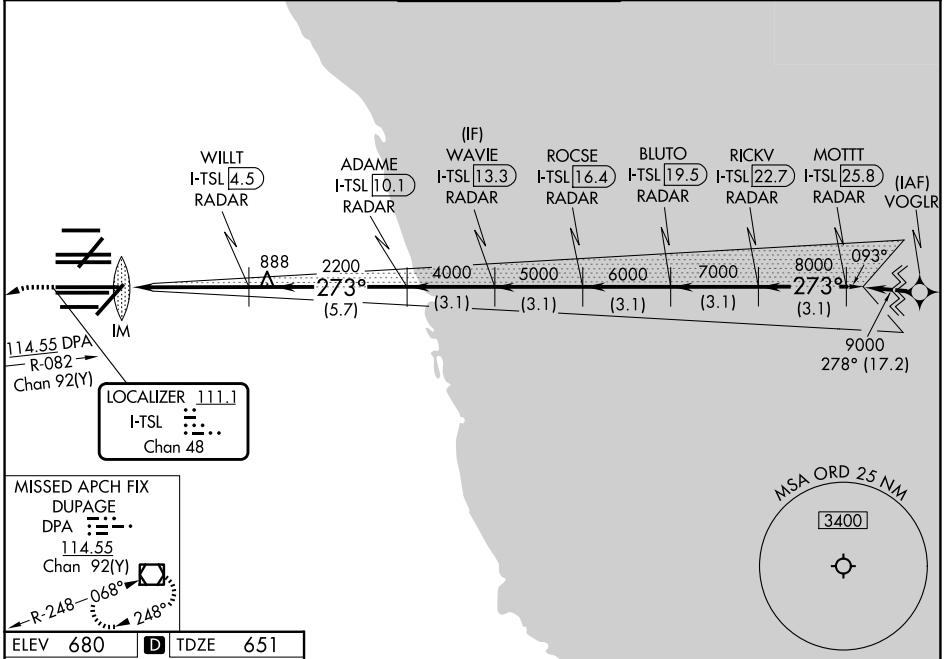 (IF)
WILLT
I-TSL 4.5
RADAR
ADAME
I-TSL 10.1
RADAR
WAVIE
I-TSL 13.3
RADAR
ROCSE
I-TSL 16.4
RADAR
BLUTO
I-TSL 19.5
RADAR
RICKV
I-TSL 22.7
RADAR
MOTTT
I-TSL 25.8
RADAR
(IAF)
VOGLR
888
2200
4000
5000
6000
7000
8000
093°
273°
273°
(5.7)
(3.1)
(3.1)
(3.1)
(3.1)
(3.1)
9000
278° (17.2)
IM
114.55 DPA
R-082
Chan 92(Y)
LOCALIZER 111.1
I-TSL
Chan 48
MISSED APCH FIX
DUPAGE
DPA
114.55
Chan 92(Y)
R-248
068°
248°
MSA ORD 25 NM
3400
ELEV 680 D TDZE 651